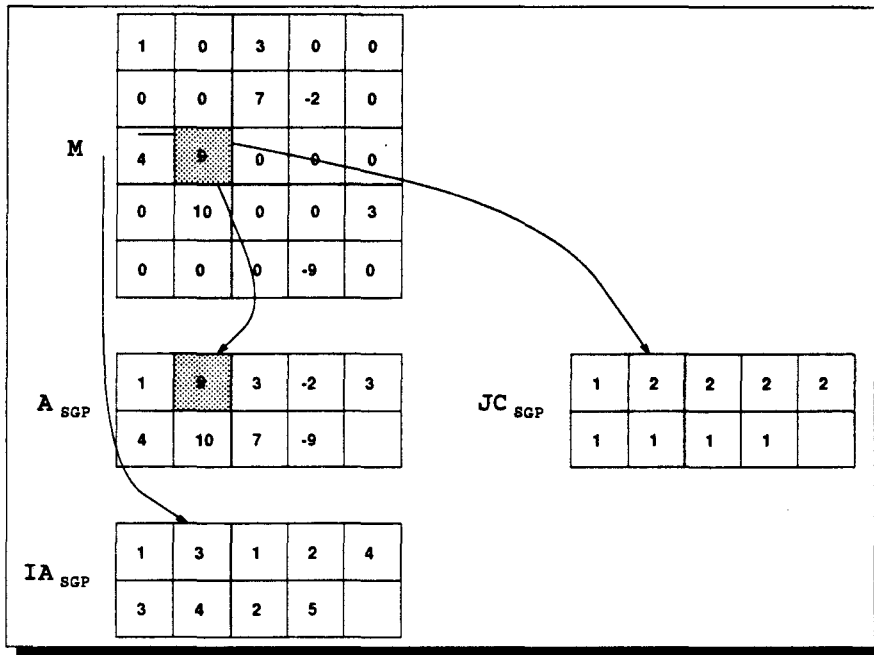 1 0 3 0 0
0 0 7 -2 0
M
4 9 0 0 0
0 10 0 0 3
0 0 0 -9 0
A SGP
1 9 3 -2 3
4 10 7 -9
JC SGP
1 2 2 2 2
1 1 1 1
IA SGP
1 3 1 2 4
3 4 2 5